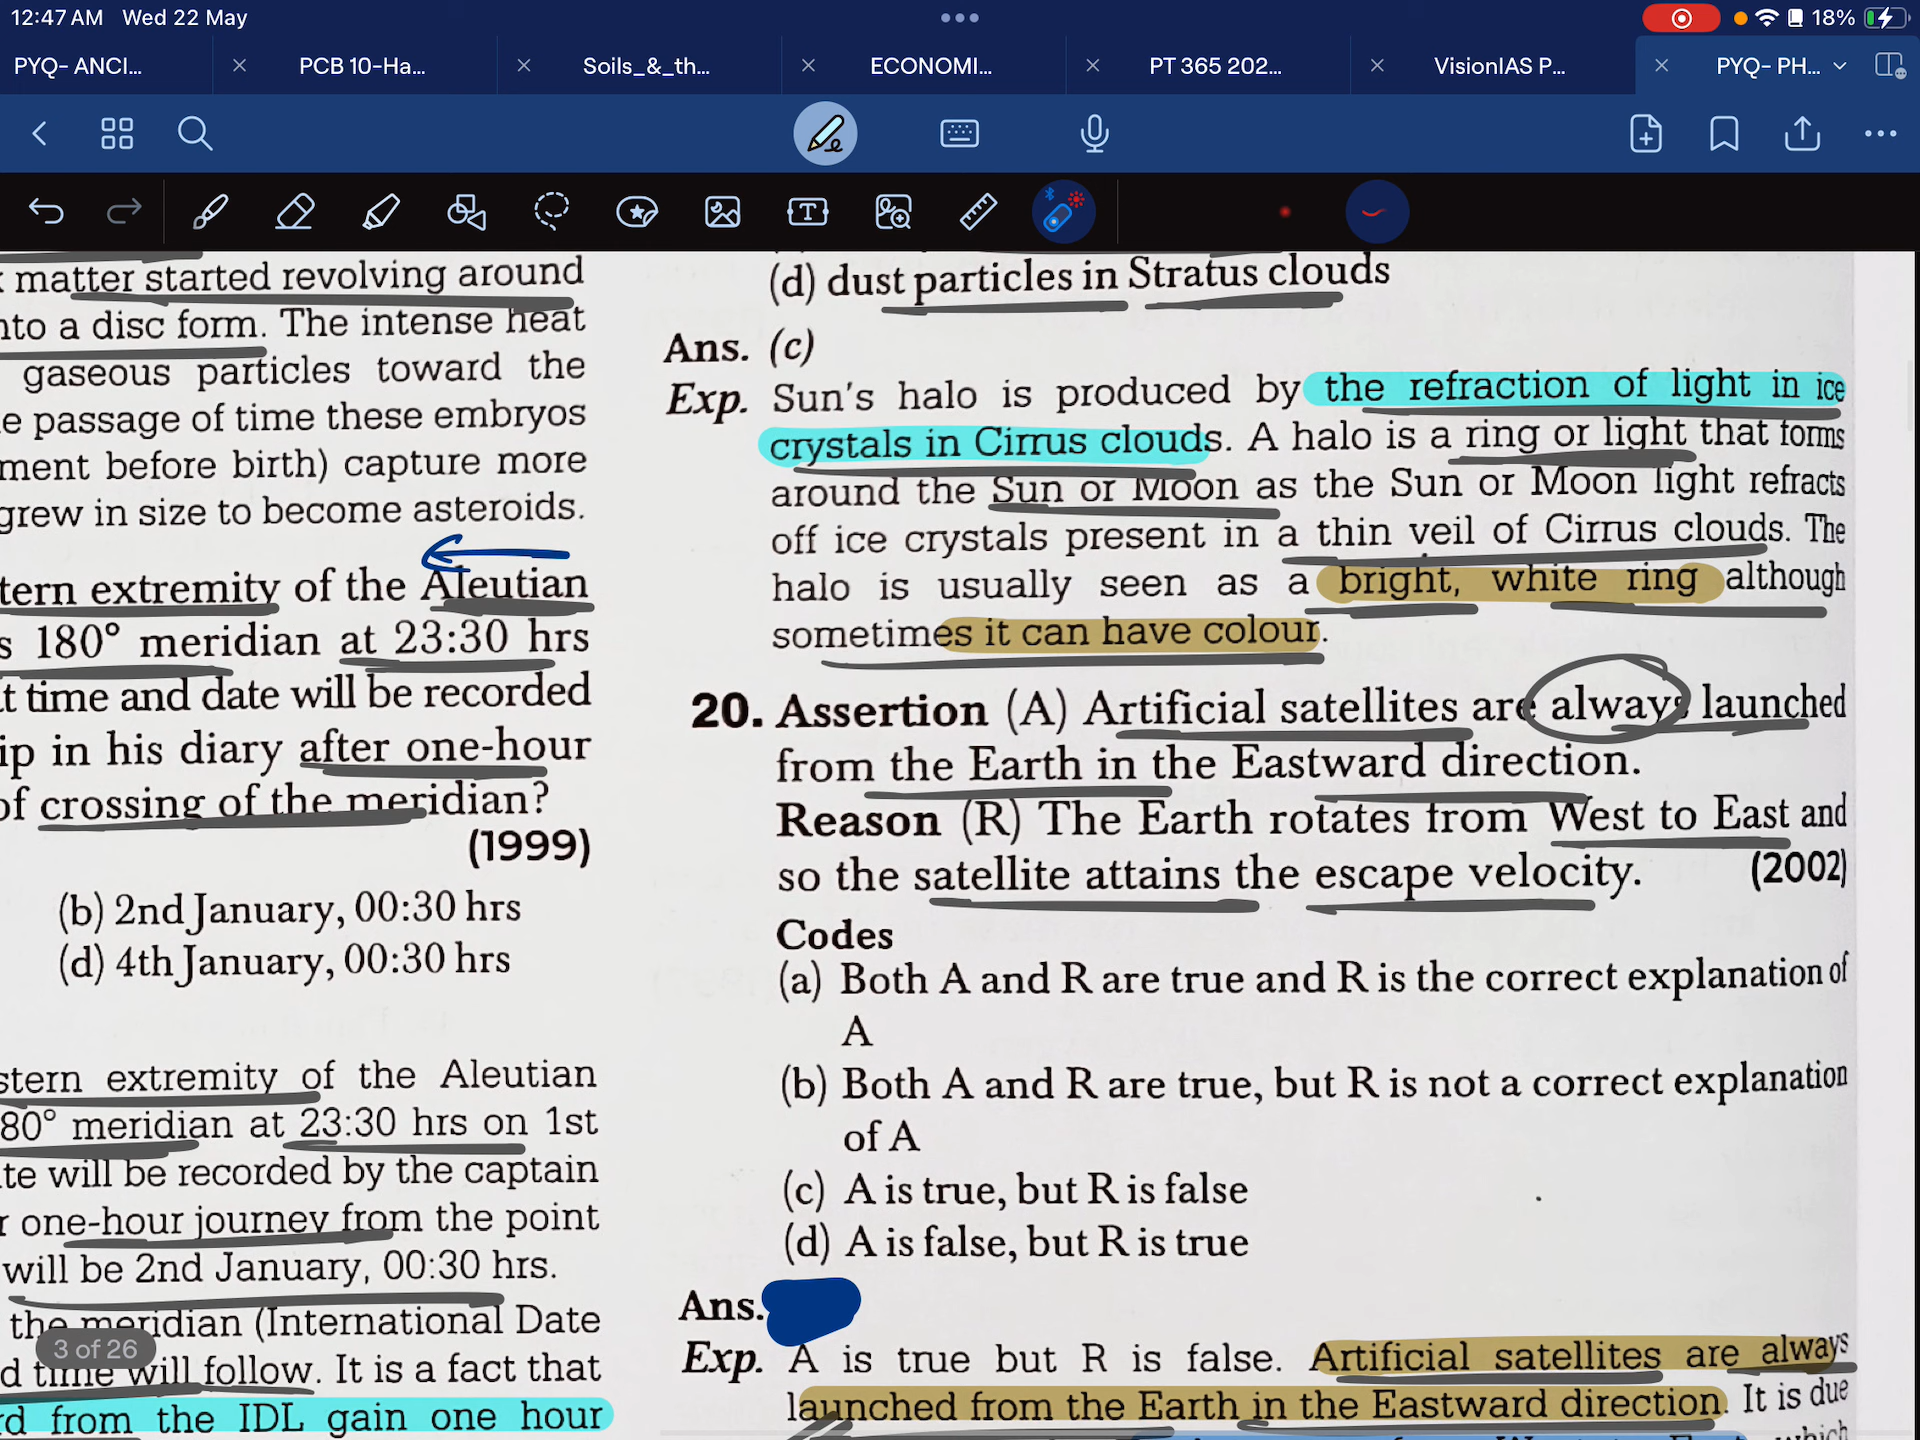 12:47 AM Wed 22 May
18%
PYQ- ANCI...
PCB 10-Ha...
Soils_&_th...
ECONOMI...
PT 365 202...
VisionIAS P...
PYQ- PH...
matter started revolving around
a disc form. The intense heat
gaseous particles toward the
passage of time these embryos
before birth) capture more
grew in size to become asteroids.
extremity of the Aleutian
180° meridian at 23:30 hrs
time and date will be recorded
in his diary after one-hour
of crossing of the meridian?
(1999)
(b) 2nd January, 00:30 hrs
(d) 4th January, 00:30 hrs
extremity of the Aleutian
meridian at 23:30 hrs on 1st
will be recorded by the captain
one-hour journey from the point
will be 2nd January, 00:30 hrs.
the meridian (International Date
3 of 26
time will follow. It is a fact that
from the IDL gain one hour
(d) dust particles in Stratus clouds
Ans. (c)
Exp. Sun's halo is produced by the refraction of light in ice
crystals in Cirrus clouds. A halo is a ring or light that forms
around the Sun or Moon as the Sun or Moon light refracts
off ice crystals present in a thin veil of Cirrus clouds. The
halo is usually seen as a bright, white ring although
sometimes it can have colour.
20. Assertion (A) Artificial satellites are always launched
from the Earth in the Eastward direction.
Reason (R) The Earth rotates from West to East and
so the satellite attains the escape velocity. (2002)
Codes
(a) Both A and R are true and R is the correct explanation of
A
(b) Both A and R are true, but R is not a correct explanation
of A
(c) A is true, but R is false
(d) A is false, but R is true
Ans.
Exp. A is true but R is false. Artificial satellites are always
launched from the Earth in the Eastward direction. It is due
which